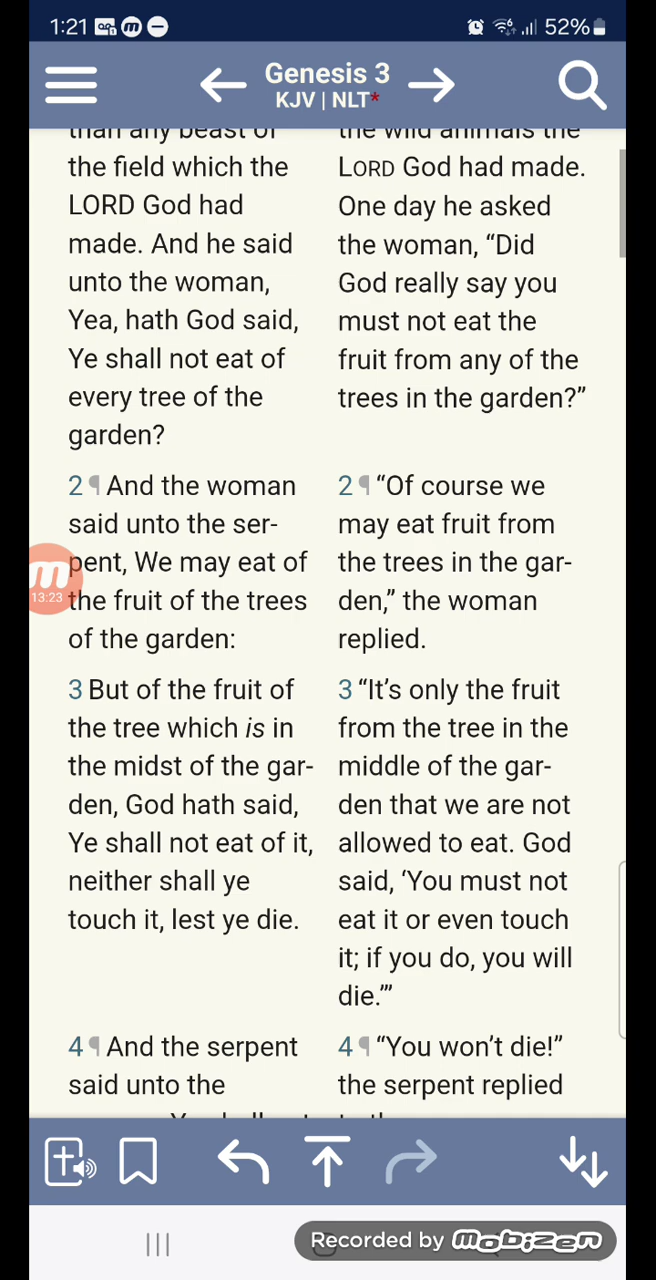 1:21 52%
Genesis 3
KJV | NLT*
than any beast of
the field which the
LORD God had
made. And he said
unto the woman,
Yea, hath God said,
Ye shall not eat of
every tree of the
garden?
2 ¶ And the woman
said unto the ser-
pent, We may eat of
the fruit of the trees
of the garden:
3 But of the fruit of
the tree which is in
the midst of the gar-
den, God hath said,
Ye shall not eat of it,
neither shall ye
touch it, lest ye die.
4 ¶ And the serpent
said unto the
the wild animals the
LORD God had made.
One day he asked
the woman, “Did
God really say you
must not eat the
fruit from any of the
trees in the garden?”
2 ¶ “Of course we
may eat fruit from
the trees in the gar-
den,” the woman
replied.
3 “It’s only the fruit
from the tree in the
middle of the gar-
den that we are not
allowed to eat. God
said, ‘You must not
eat it or even touch
it; if you do, you will
die.’”
4 ¶ “You won’t die!”
the serpent replied
m
13:23
Recorded by mobizen